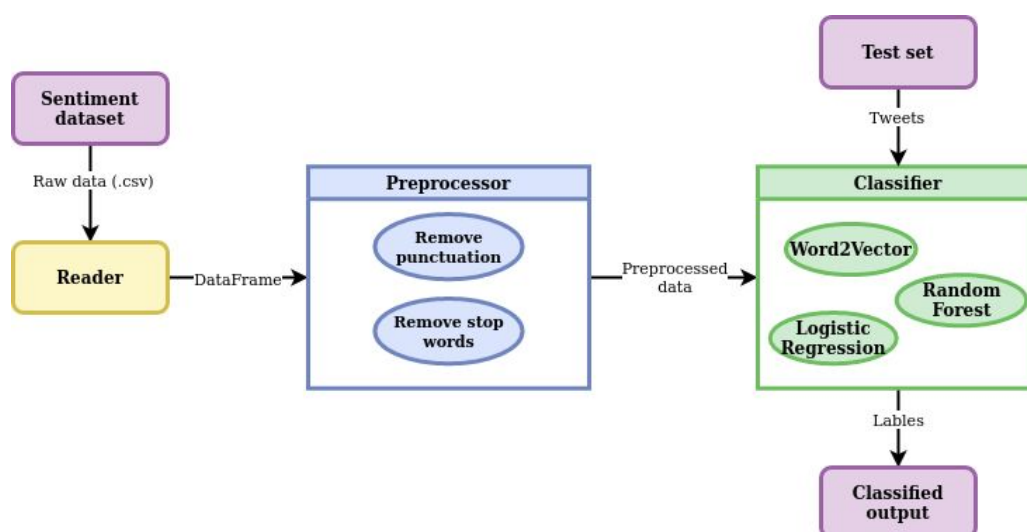 Test set
Sentiment
dataset
Tweets
Raw data (.csv)
Preprocessor
Classifier
Remove
punctuation
Word2Vector
Reader
DataFrame
Preprocessed
data
Random
Forest
Remove stop
words
Logistic
Regression
Lables
Classified
output